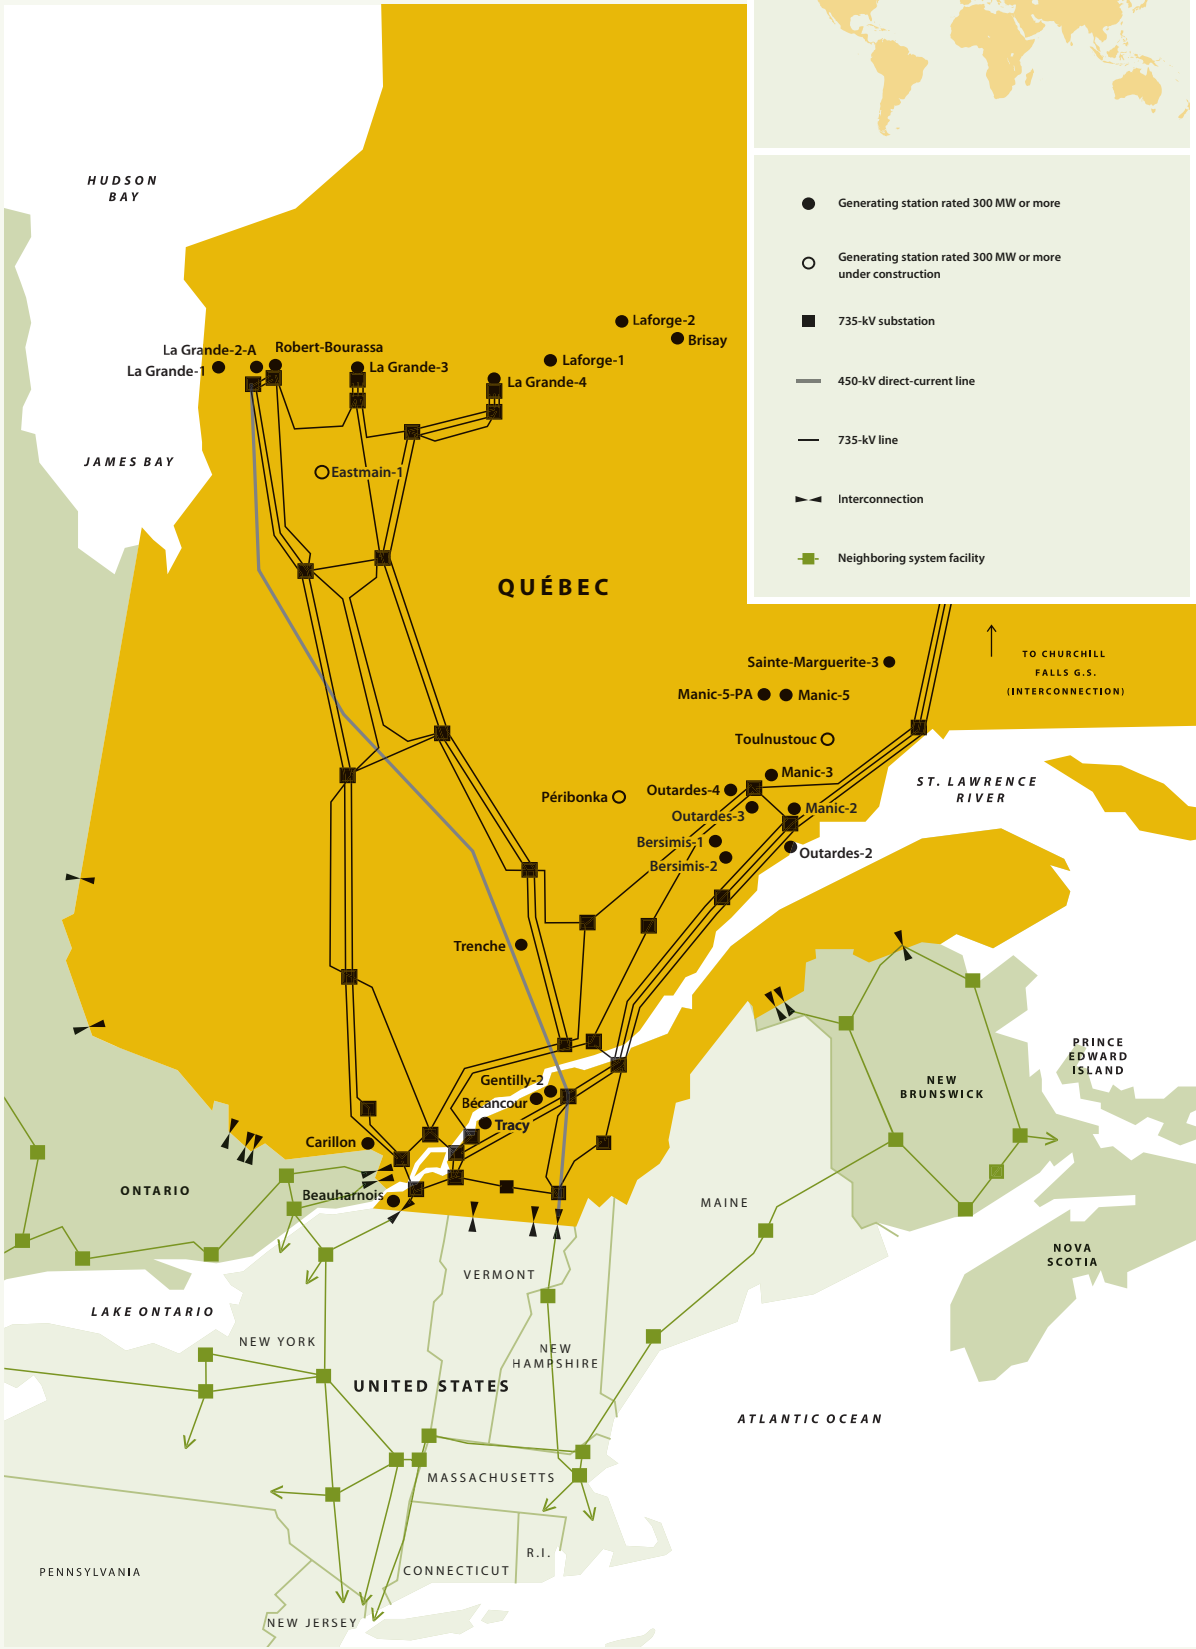 HUDSON
BAY
Generating station rated 300 MW or more
Generating station rated 300 MW or more
under construction
735-kV substation
450-kV direct-current line
735-kV line
Interconnection
Neighboring system facility
Laforge-2
Brisay
Robert-Bourassa
La Grande-2-A
La Grande-1
La Grande-3
Laforge-1
La Grande-4
JAMES BAY
Eastmain-1
QUÉBEC
TO CHURCHILL
FALLS G.S.
(INTERCONNECTION)
Sainte-Marguerite-3
Manic-5-PA
Manic-5
Toulnustouc
Manic-3
ST. LAWRENCE
RIVER
Péribonka
Outardes-4
Outardes-3
Manic-2
Bersimis-1
Bersimis-2
Outardes-2
Trenche
PRINCE
EDWARD
ISLAND
NEW
BRUNSWICK
Gentilly-2
Bécancour
Tracy
Carillon
ONTARIO
Beauharnois
MAINE
NOVA
SCOTIA
VERMONT
LAKE ONTARIO
NEW YORK
NEW
HAMPSHIRE
UNITED STATES
ATLANTIC OCEAN
MASSACHUSETTS
R.I.
CONNECTICUT
PENNSYLVANIA
NEW JERSEY